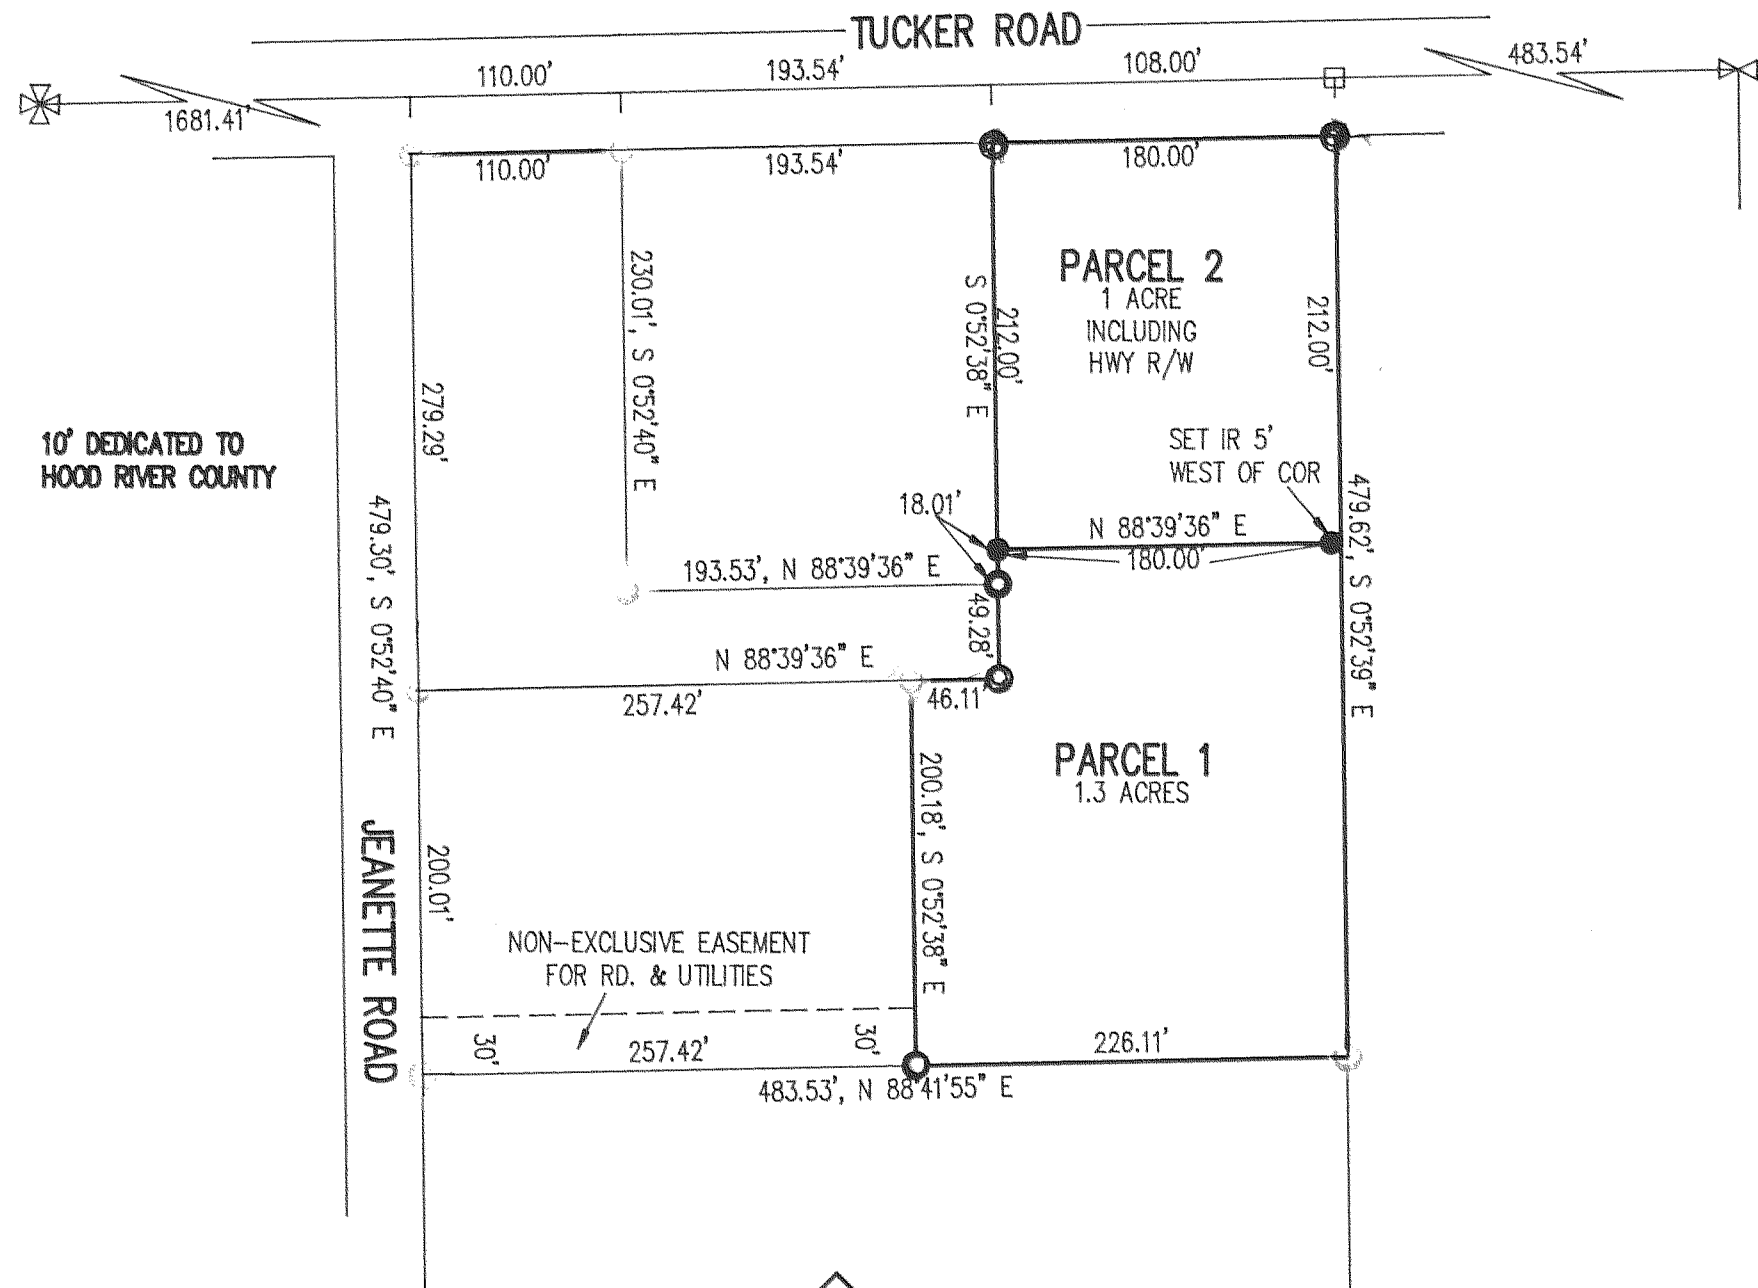 TUCKER ROAD
110.00'
193.54'
108.00'
483.54'
1681.41'
110.00'
193.54'
180.00'
230.01', S 0°52'40" E
S 0°52'38" E
212.00'
PARCEL 2
1 ACRE
INCLUDING
HWY R/W
212.00'
279.29'
10' DEDICATED TO
HOOD RIVER COUNTY
SET IR 5'
WEST OF COR
18.01'
N 88°39'36" E
180.00'
479.62', S 0°52'39" E
479.30', S 0°52'40" E
193.53', N 88°39'36" E
49.28'
N 88°39'36" E
257.42'
46.11'
PARCEL 1
1.3 ACRES
200.18', S 0°52'38" E
JEANETTE ROAD
200.01'
NON-EXCLUSIVE EASEMENT
FOR RD. & UTILITIES
30'
257.42'
30'
226.11'
483.53', N 88°41'55" E